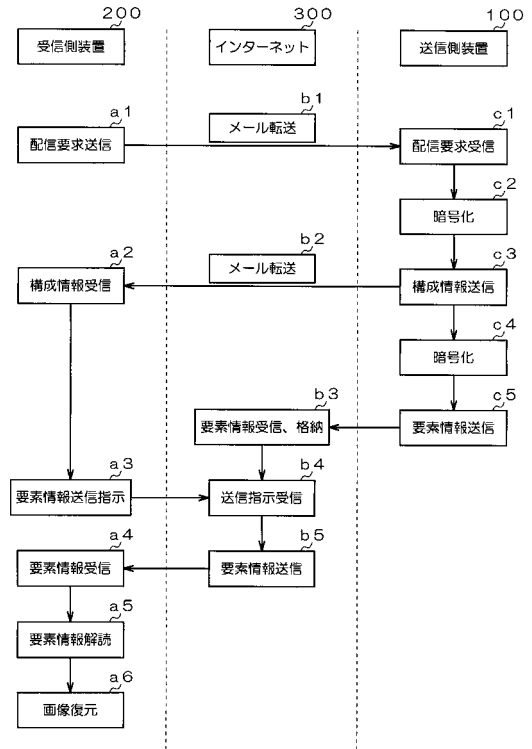 200
300
100
受信側装置
インターネット
送信側装置
a1
b1
c1
配信要求送信
メール転送
配信要求受信
c2
暗号化
a2
b2
c3
構成情報受信
メール転送
構成情報送信
c4
暗号化
b3
c5
要素情報受信、格納
要素情報送信
a3
b4
要素情報送信指示
送信指示受信
a4
b5
要素情報受信
要素情報送信
a5
要素情報解読
a6
画像復元